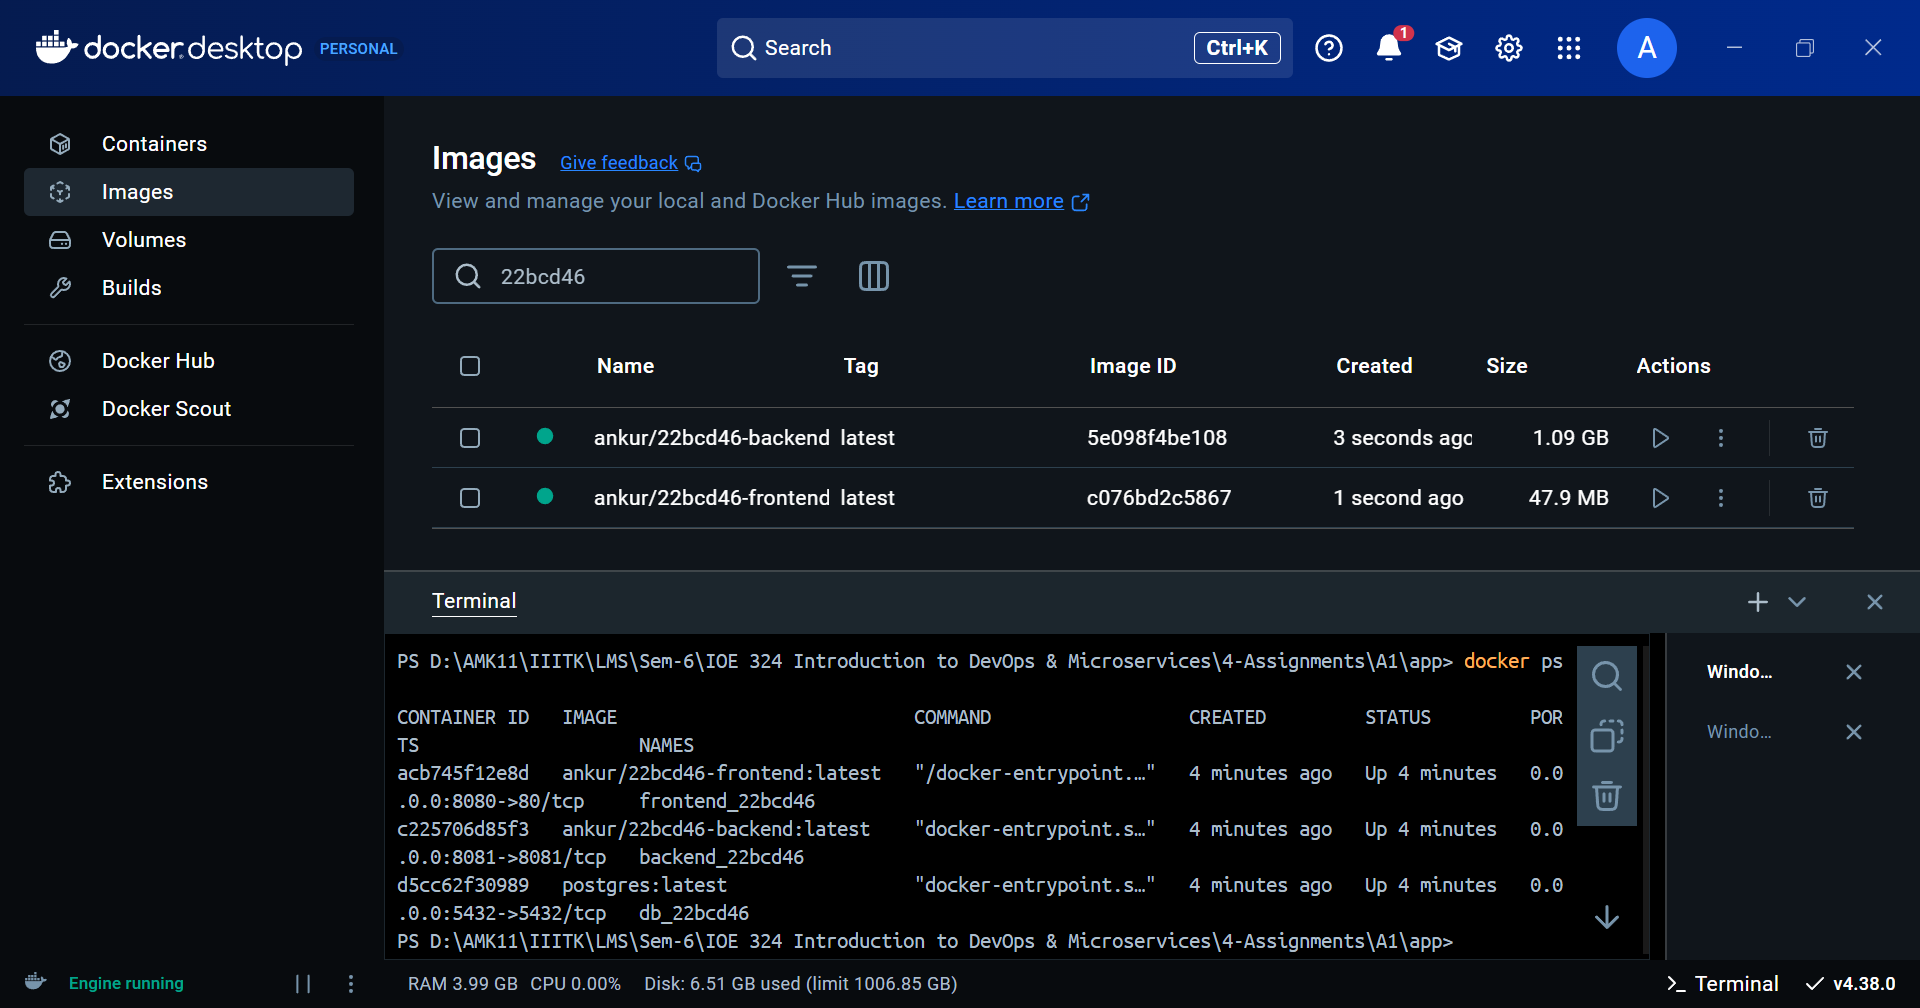 docker desktop PERSONAL
Search Ctrl+K
1
A
Containers
Images
Volumes
Builds
Docker Hub
Docker Scout
Extensions
Images Give feedback
View and manage your local and Docker Hub images. Learn more
22bcd46
Name Tag Image ID Created Size Actions
ankur/22bcd46-backend latest 5e098f4be108 3 seconds ago 1.09 GB
ankur/22bcd46-frontend latest c076bd2c5867 1 second ago 47.9 MB
Terminal
PS D:\AMK11\IIITK\LMS\Sem-6\IOE 324 Introduction to DevOps & Microservices\4-Assignments\A1\app> docker ps
CONTAINER ID IMAGE COMMAND CREATED STATUS POR
TS NAMES
acb745f12e8d ankur/22bcd46-frontend:latest "/docker-entrypoint.…" 4 minutes ago Up 4 minutes 0.0
.0.0:8080->80/tcp frontend_22bcd46
c225706d85f3 ankur/22bcd46-backend:latest "docker-entrypoint.s…" 4 minutes ago Up 4 minutes 0.0
.0.0:8081->8081/tcp backend_22bcd46
d5cc62f30989 postgres:latest "docker-entrypoint.s…" 4 minutes ago Up 4 minutes 0.0
.0.0:5432->5432/tcp db_22bcd46
PS D:\AMK11\IIITK\LMS\Sem-6\IOE 324 Introduction to DevOps & Microservices\4-Assignments\A1\app>
Windo...
Windo...
Engine running
RAM 3.99 GB CPU 0.00% Disk: 6.51 GB used (limit 1006.85 GB)
Terminal v4.38.0